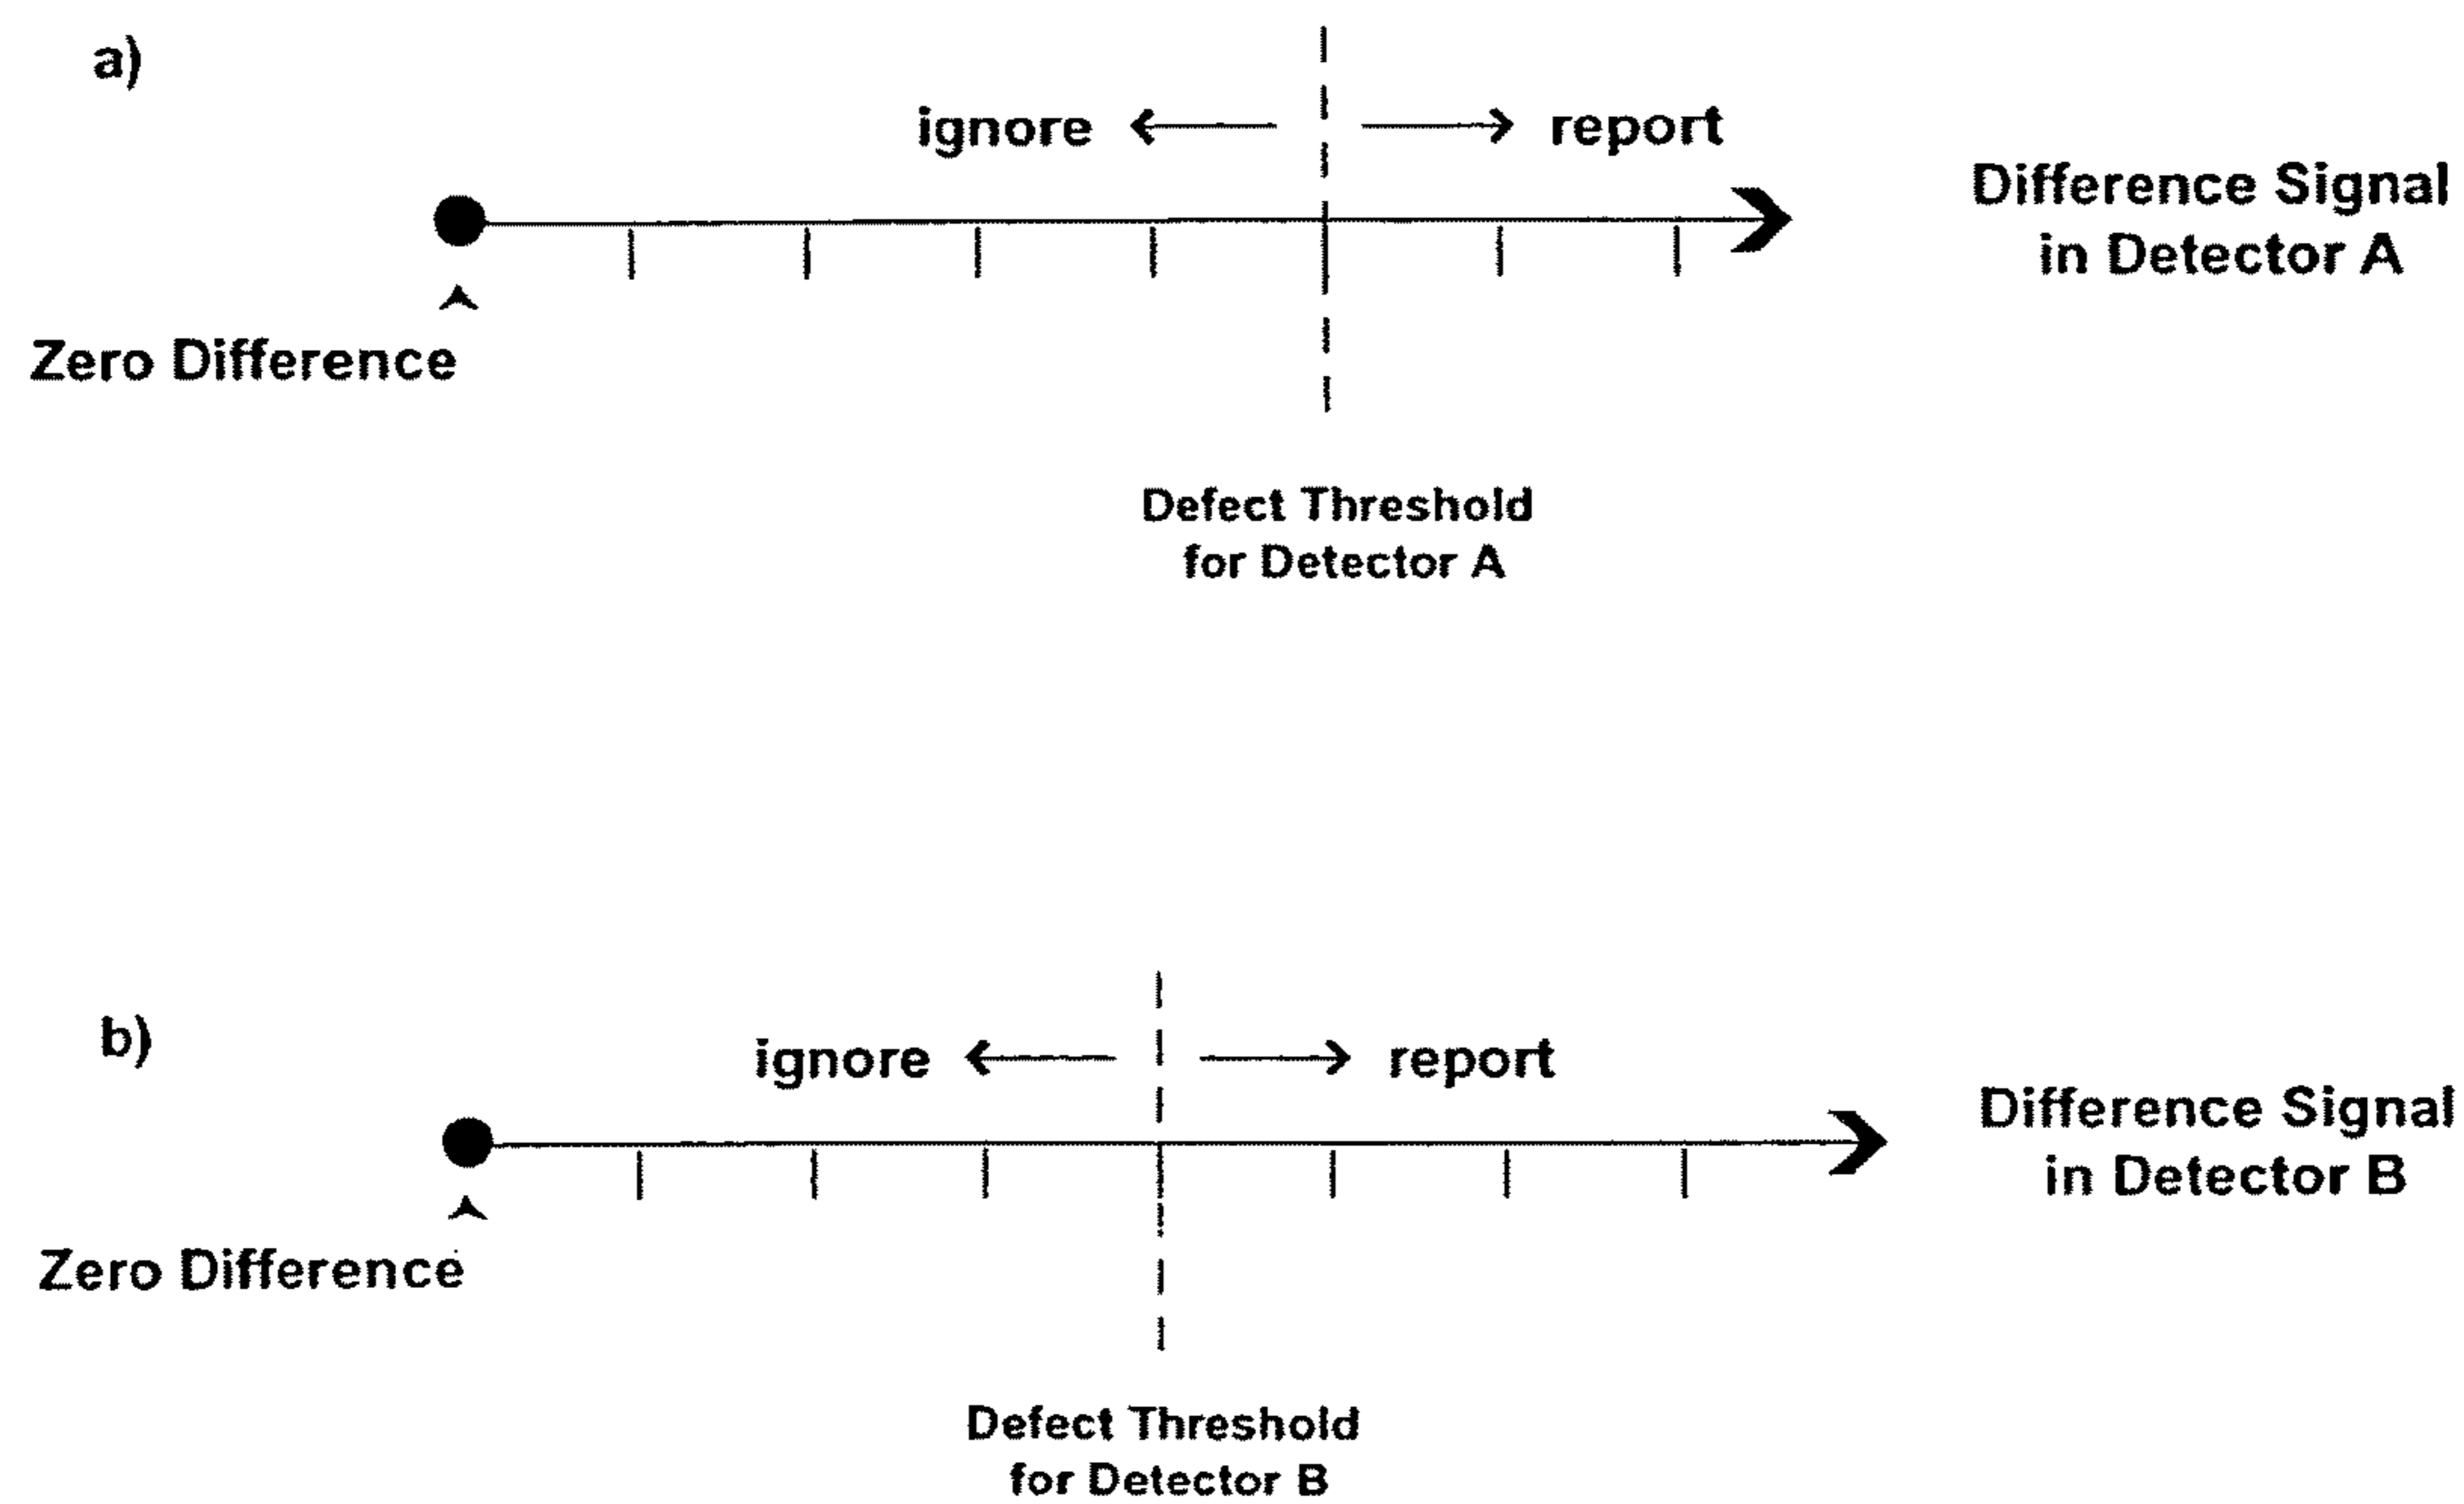 a)
ignore
report
Difference Signal
in Detector A
Zero Difference
Defect Threshold
for Detector A
b)
ignore
report
Difference Signal
in Detector B
Zero Difference
Defect Threshold
for Detector B